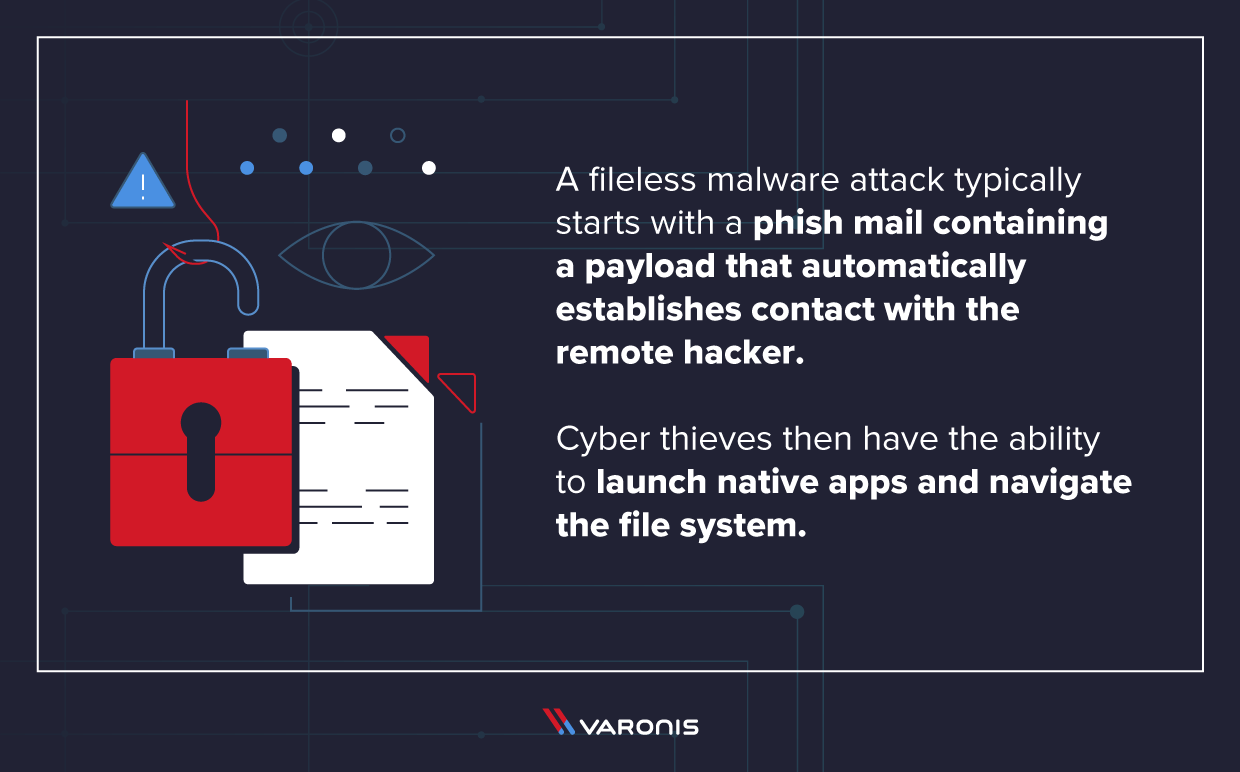 A fileless malware attack typically
starts with a phish mail containing
a payload that automatically
establishes contact with the
remote hacker.
Cyber thieves then have the ability
to launch native apps and navigate
the file system.
VARONIS